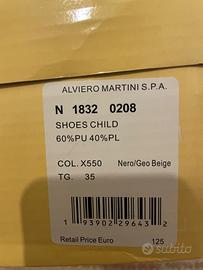 ALVIERO MARTINI S.P.A.
N 1832 0208
SHOES CHILD
60%PU 40%PL
COL. X550 Nero/Geo Beige
TG. 35
1 93902 29643 2
Retail Price Euro 125
subito